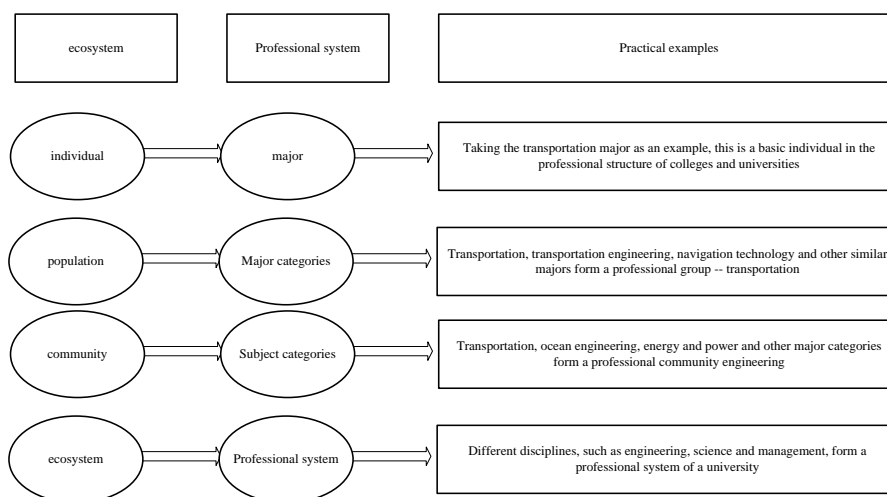 ecosystem
Professional system
Practical examples
individual
major
Taking the transportation major as an example, this is a basic individual in the
professional structure of colleges and universities
population
Major categories
Transportation, transportation engineering, navigation technology and other similar
majors form a professional group -- transportation
community
Subject categories
Transportation, ocean engineering, energy and power and other major categories
form a professional community engineering
ecosystem
Professional system
Different disciplines, such as engineering, science and management, form a
professional system of a university